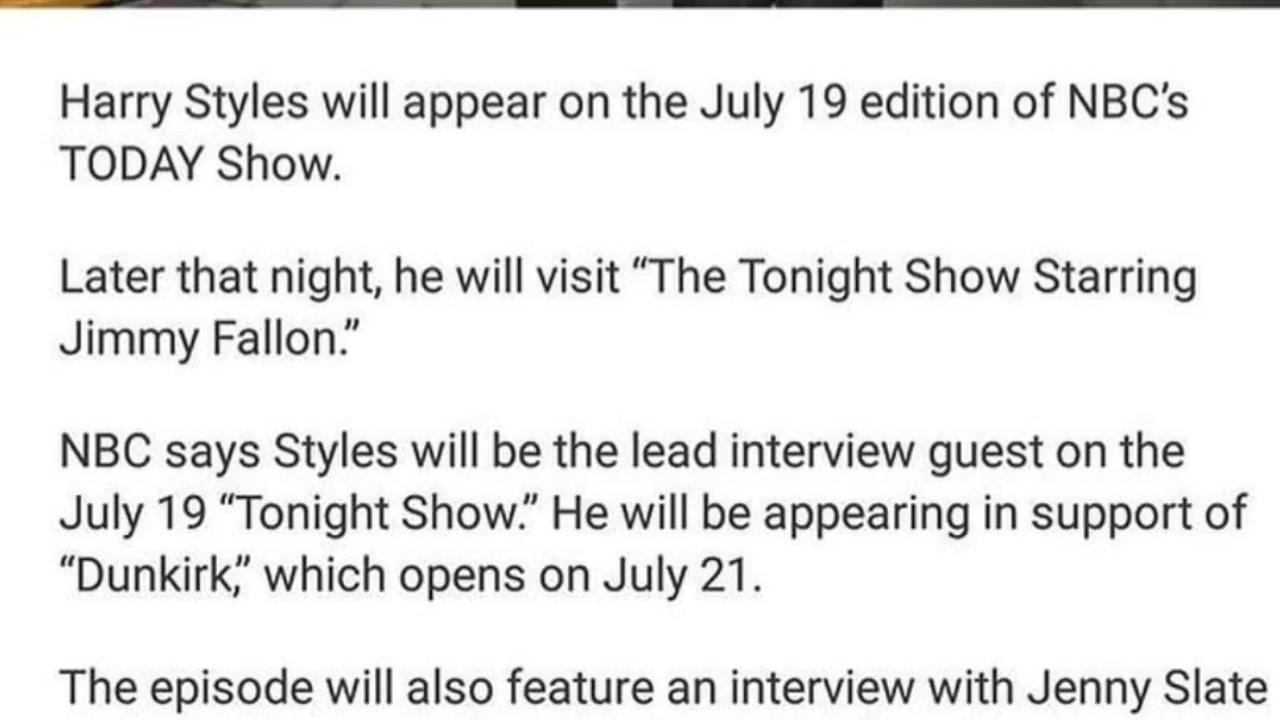 Harry Styles will appear on the July 19 edition of NBC’s
TODAY Show.
Later that night, he will visit “The Tonight Show Starring
Jimmy Fallon.”
NBC says Styles will be the lead interview guest on the
July 19 “Tonight Show.” He will be appearing in support of
“Dunkirk,” which opens on July 21.
The episode will also feature an interview with Jenny Slate